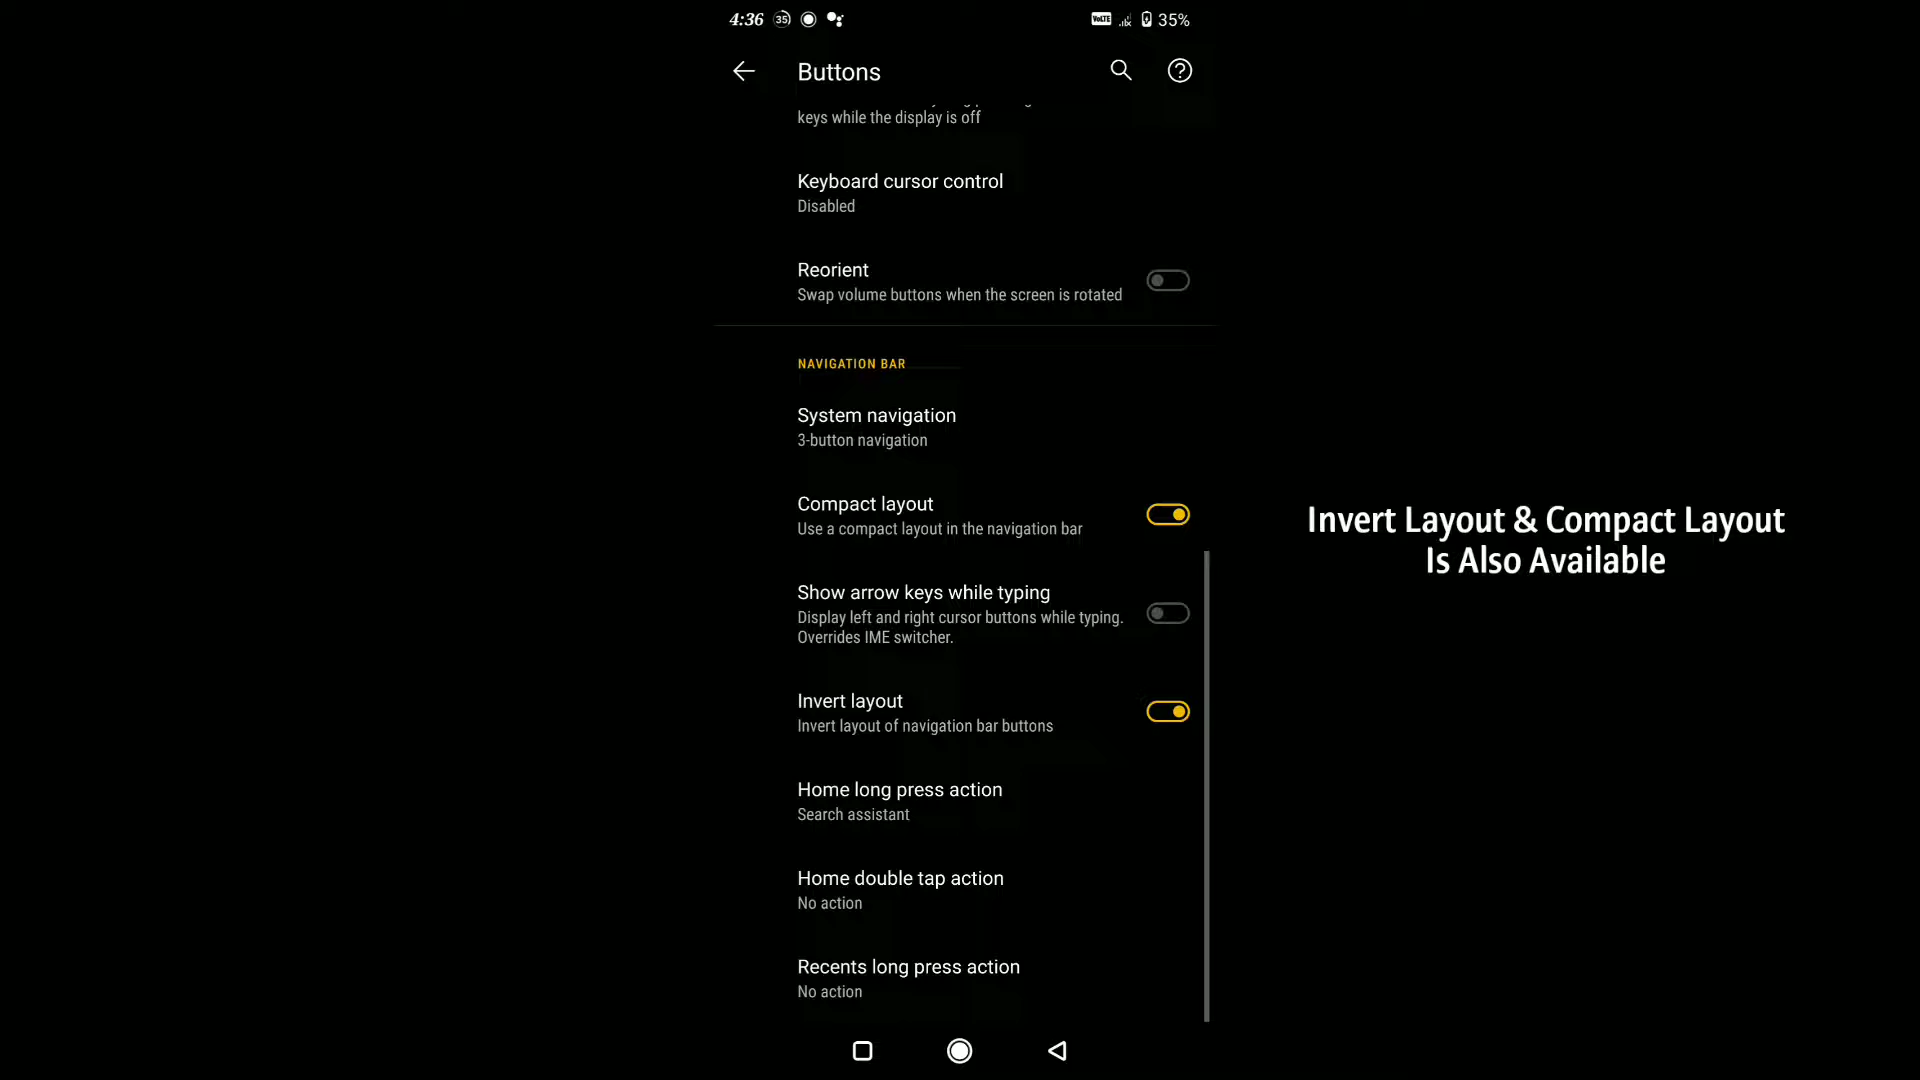 4:36 35 VoLTE 35%
Buttons
keys while the display is off
Keyboard cursor control
Disabled
Reorient
Swap volume buttons when the screen is rotated
NAVIGATION BAR
System navigation
3-button navigation
Compact layout
Use a compact layout in the navigation bar
Show arrow keys while typing
Display left and right cursor buttons while typing.
Overrides IME switcher.
Invert layout
Invert layout of navigation bar buttons
Home long press action
Search assistant
Home double tap action
No action
Recents long press action
No action
Invert Layout & Compact Layout
Is Also Available